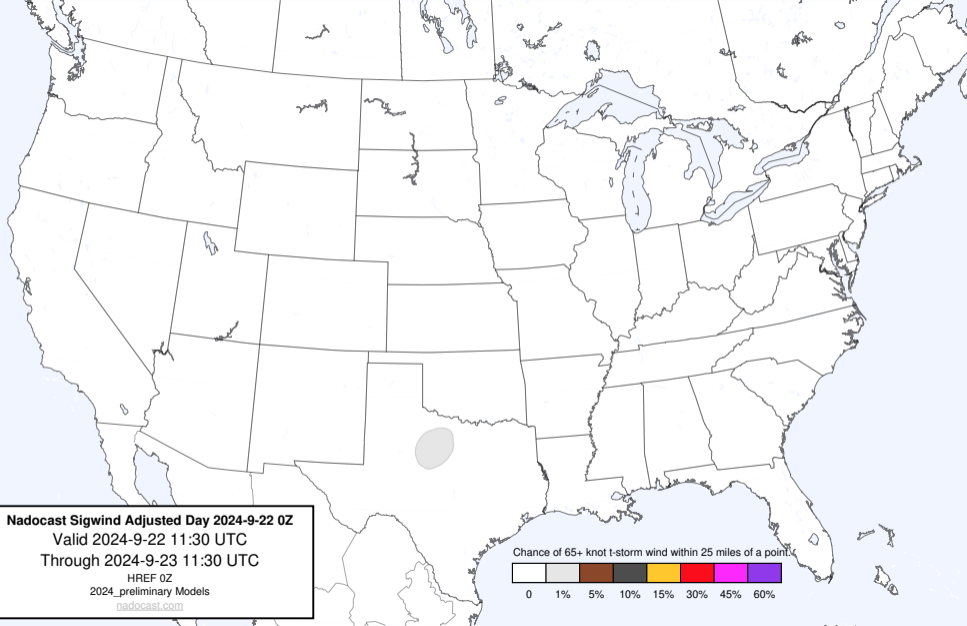 Nadocast Sigwind Adjusted Day 2024-9-22 0Z
Valid 2024-9-22 11:30 UTC
Through 2024-9-23 11:30 UTC
HREF 0Z
2024_preliminary Models
nadocast.com
Chance of 65+ knot t-storm wind within 25 miles of a point.
0 1% 5% 10% 15% 30% 45% 60%